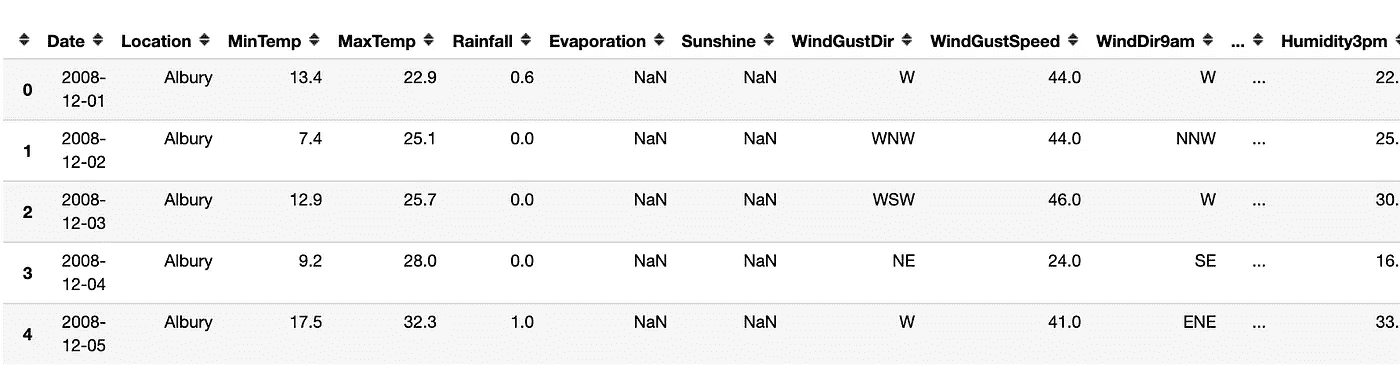 Date Location MinTemp MaxTemp Rainfall Evaporation Sunshine WindGustDir WindGustSpeed WindDir9am ... Humidity3pm
0 2008-12-01 Albury 13.4 22.9 0.6 NaN NaN W 44.0 W ... 22.
1 2008-12-02 Albury 7.4 25.1 0.0 NaN NaN WNW 44.0 NNW ... 25.
2 2008-12-03 Albury 12.9 25.7 0.0 NaN NaN WSW 46.0 W ... 30.
3 2008-12-04 Albury 9.2 28.0 0.0 NaN NaN NE 24.0 SE ... 16.
4 2008-12-05 Albury 17.5 32.3 1.0 NaN NaN W 41.0 ENE ... 33.